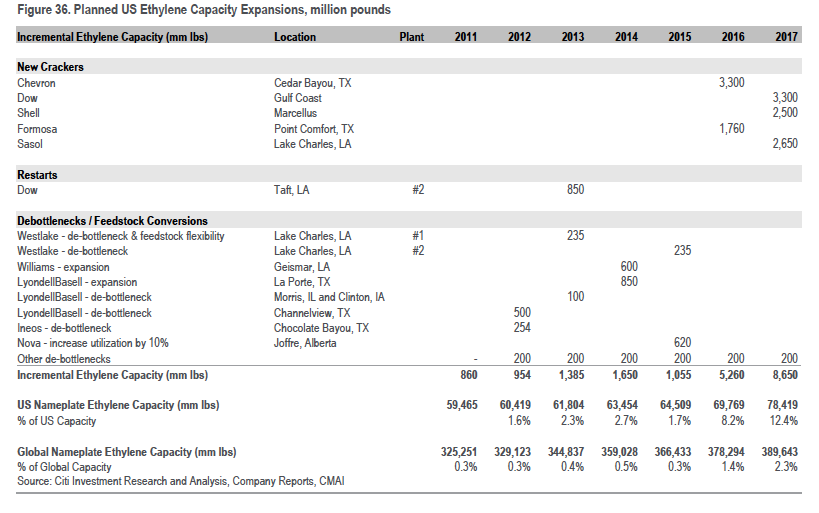 Figure 36. Planned US Ethylene Capacity Expansions, million pounds
Incremental Ethylene Capacity (mm lbs) Location Plant 2011 2012 2013 2014 2015 2016 2017
New Crackers
Chevron Cedar Bayou, TX 3,300
Dow Gulf Coast 3,300
Shell Marcellus 2,500
Formosa Point Comfort, TX 1,760
Sasol Lake Charles, LA 2,650
Restarts
Dow Taft, LA #2 850
Debottlenecks / Feedstock Conversions
Westlake - de-bottleneck & feedstock flexibility Lake Charles, LA #1 235
Westlake - de-bottleneck Lake Charles, LA #2 235
Williams - expansion Geismar, LA 600
LyondellBasell - expansion La Porte, TX 850
LyondellBasell - de-bottleneck Morris, IL and Clinton, IA 100
LyondellBasell - de-bottleneck Channelview, TX 500
Ineos - de-bottleneck Chocolate Bayou, TX 254
Nova - increase utilization by 10% Joffre, Alberta 620
Other de-bottlenecks - 200 200 200 200 200 200
Incremental Ethylene Capacity (mm lbs) 860 954 1,385 1,650 1,055 5,260 8,650
US Nameplate Ethylene Capacity (mm lbs) 59,465 60,419 61,804 63,454 64,509 69,769 78,419
% of US Capacity 1.6% 2.3% 2.7% 1.7% 8.2% 12.4%
Global Nameplate Ethylene Capacity (mm lbs) 325,251 329,123 344,837 359,028 366,433 378,294 389,643
% of Global Capacity 0.3% 0.3% 0.4% 0.5% 0.3% 1.4% 2.3%
Source: Citi Investment Research and Analysis, Company Reports, CMAI